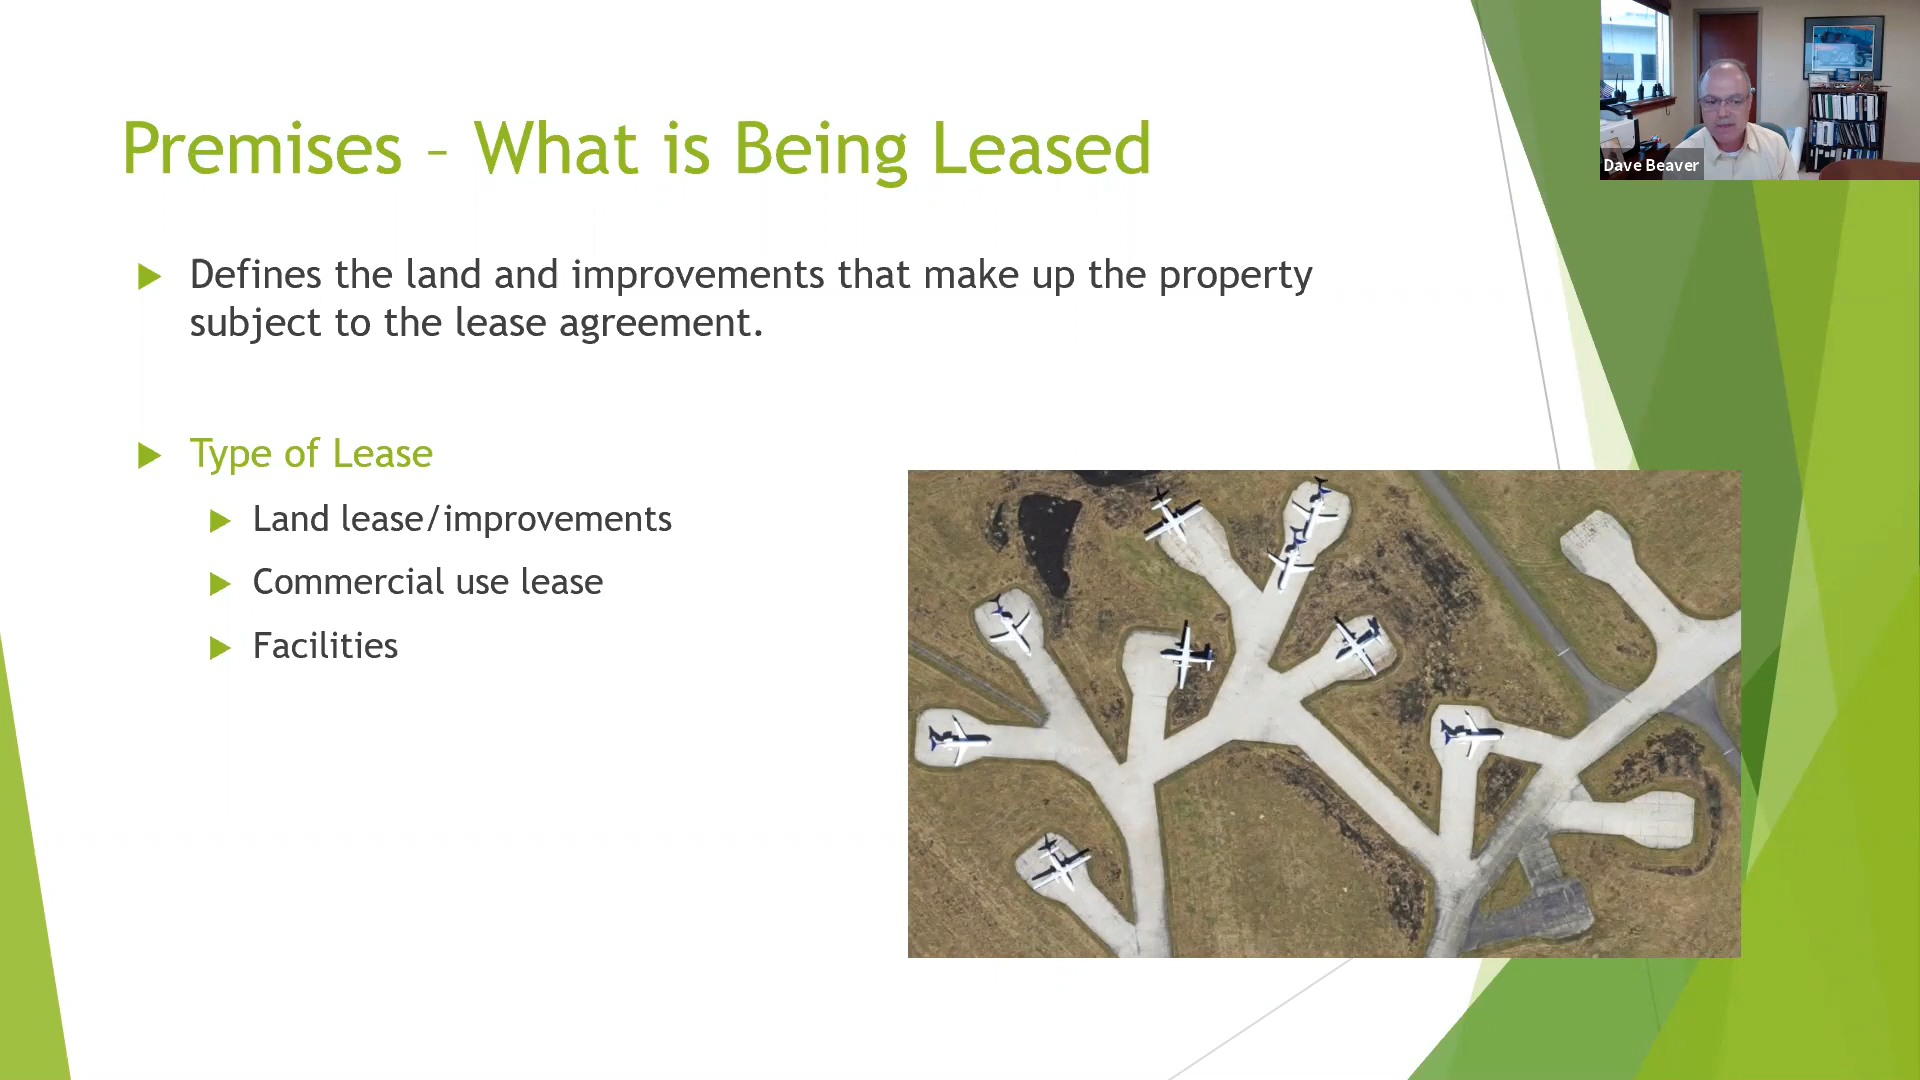 Premises – What is Being Leased
Dave Beaver
Defines the land and improvements that make up the property
subject to the lease agreement.
Type of Lease
Land lease/improvements
Commercial use lease
Facilities